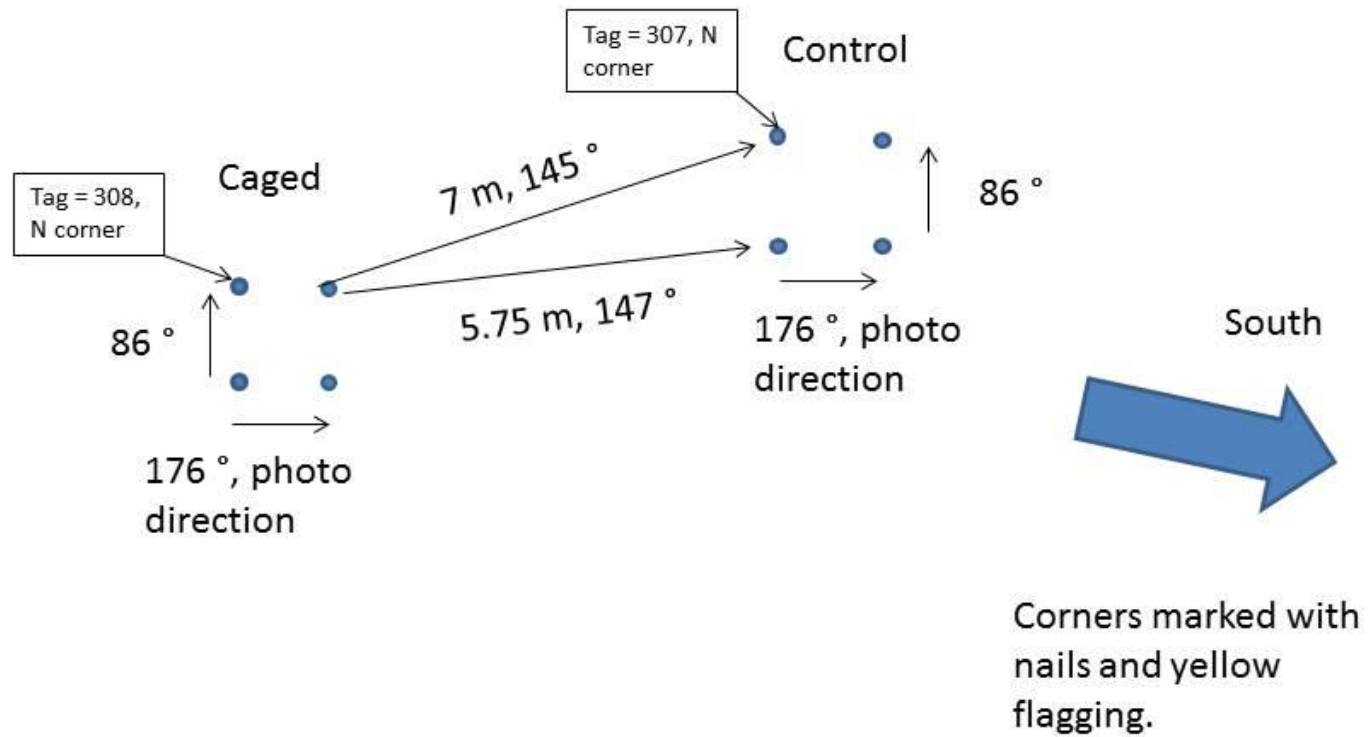 Tag = 307, N
corner
Control
Caged
7 m, 145 °
Tag = 308,
N corner
86 °
5.75 m, 147 °
86 °
176 °, photo
direction
South
176 °, photo
direction
Corners marked with
nails and yellow
flagging.